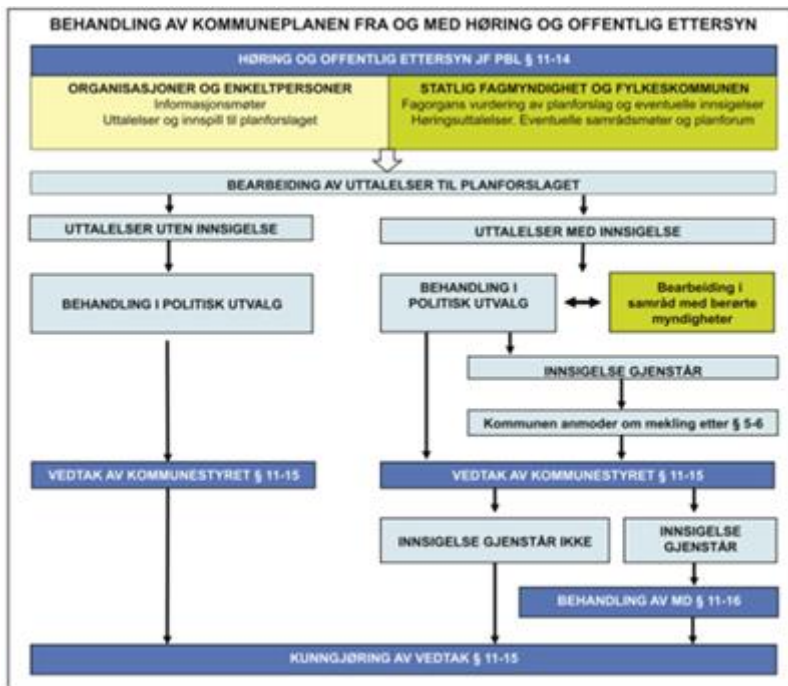 BEHANDLING AV KOMMUNEPLANEN FRA OG MED HØRING OG OFFENTLIG ETTERSYN
HØRING OG OFFENTLIG ETTERSYN JF PBL § 11-14
ORGANISASJONER OG ENKELTPERSONER
Informasjonsmøter
Uttalelser og innspill til planforslaget
STATLIG FAGMYNDIGHET OG FYLKESKOMMUNEN
Fagorgans vurdering av planforslag og eventuelle innsigelser
Høringsuttalelser. Eventuelle samrådsmøter og planforum
BEARBEIDING AV UTTALELSER TIL PLANFORSLAGET
UTTALELSER UTEN INNSIGELSE
UTTALELSER MED INNSIGELSE
BEHANDLING I POLITISK UTVALG
BEHANDLING I
POLITISK UTVALG
Bearbeiding i
samråd med berørte
myndigheter
INNSIGELSE GJENSTÅR
Kommunen anmoder om mekling etter § 5-6
VEDTAK AV KOMMUNESTYRET § 11-15
VEDTAK AV KOMMUNESTYRET § 11-15
INNSIGELSE GJENSTÅR IKKE
INNSIGELSE
GJENSTÅR
BEHANDLING AV MD § 11-16
KUNNGJØRING AV VEDTAK § 11-15